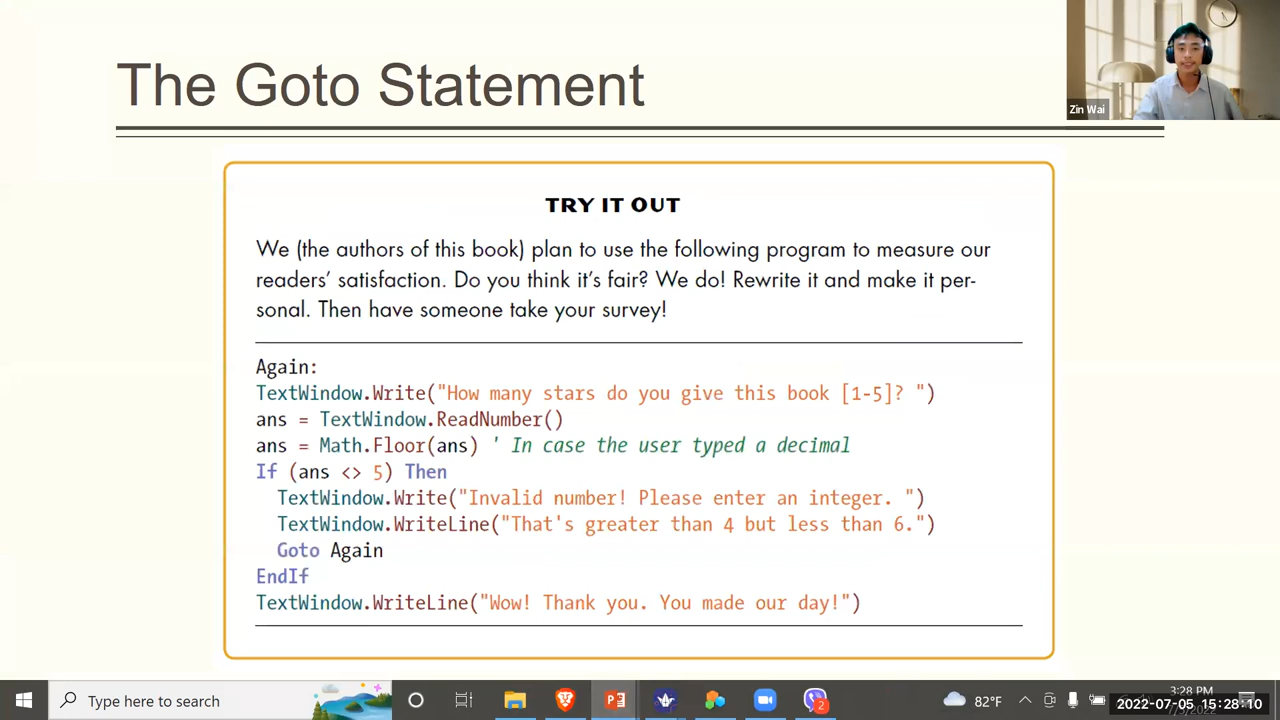 The Goto Statement
Zin Wai
TRY IT OUT
We (the authors of this book) plan to use the following program to measure our
readers' satisfaction. Do you think it's fair? We do! Rewrite it and make it per-
sonal. Then have someone take your survey!
Again:
TextWindow.Write("How many stars do you give this book [1-5]? ")
ans = TextWindow.ReadNumber()
ans = Math.Floor(ans) ' In case the user typed a decimal
If (ans <> 5) Then
  TextWindow.Write("Invalid number! Please enter an integer. ")
  TextWindow.WriteLine("That's greater than 4 but less than 6.")
  Goto Again
EndIf
TextWindow.WriteLine("Wow! Thank you. You made our day!")
Type here to search
2
82°F
3:28 PM
2022-07-05 15:28:10